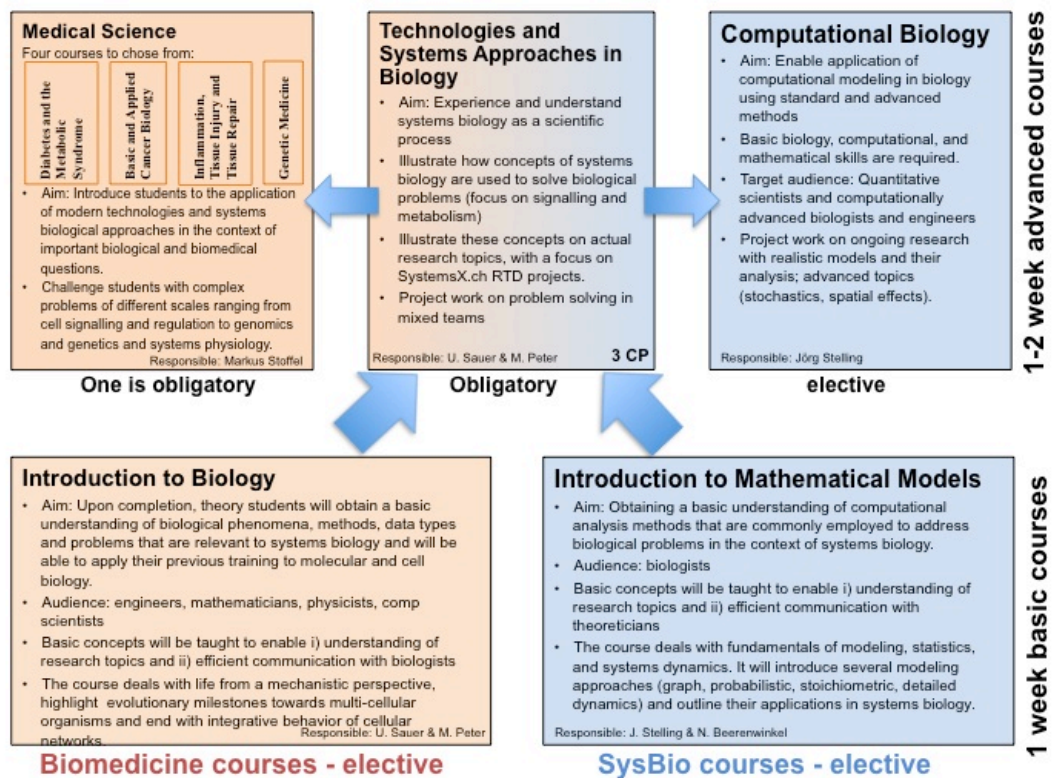 Medical Science
Four courses to chose from:
Diabetes and the
Metabolic
Syndrome
Basic and Applied
Cancer Biology
Inflammation,
Tissue Injury and
Tissue Repair
Genetic Medicine
• Aim: Introduce students to the application
of modern technologies and systems
biological approaches in the context of
important biological and biomedical
questions.
• Challenge students with complex
problems of different scales ranging from
cell signalling and regulation to genomics
and genetics and systems physiology.
Responsible: Markus Stoffel
One is obligatory
Technologies and
Systems Approaches in
Biology
• Aim: Experience and understand
systems biology as a scientific
process
• Illustrate how concepts of systems
biology are used to solve biological
problems (focus on signalling and
metabolism)
• Illustrate these concepts on actual
research topics, with a focus on
SystemsX.ch RTD projects.
• Project work on problem solving in
mixed teams
Responsible: U. Sauer & M. Peter 3 CP
Obligatory
Computational Biology
• Aim: Enable application of
computational modeling in biology
using standard and advanced
methods
• Basic biology, computational, and
mathematical skills are required.
• Target audience: Quantitative
scientists and computationally
advanced biologists and engineers
• Project work on ongoing research
with realistic models and their
analysis; advanced topics
(stochastics, spatial effects).
Responsible: Jörg Stelling
elective
1-2 week advanced courses
Introduction to Biology
• Aim: Upon completion, theory students will obtain a basic
understanding of biological phenomena, methods, data types
and problems that are relevant to systems biology and will be
able to apply their previous training to molecular and cell
biology.
• Audience: engineers, mathematicians, physicists, comp
scientists
• Basic concepts will be taught to enable i) understanding of
research topics and ii) efficient communication with biologists
• The course deals with life from a mechanistic perspective,
highlight evolutionary milestones towards multi-cellular
organisms and end with integrative behavior of cellular
networks.
Responsible: U. Sauer & M. Peter
Biomedicine courses - elective
Introduction to Mathematical Models
• Aim: Obtaining a basic understanding of computational
analysis methods that are commonly employed to address
biological problems in the context of systems biology.
• Audience: biologists
• Basic concepts will be taught to enable i) understanding of
research topics and ii) efficient communication with
theoreticians
• The course deals with fundamentals of modeling, statistics,
and systems dynamics. It will introduce several modeling
approaches (graph, probabilistic, stoichiometric, detailed
dynamics) and outline their applications in systems biology.
Responsible: J. Stelling & N. Beerenwinkel
SysBio courses - elective
1 week basic courses